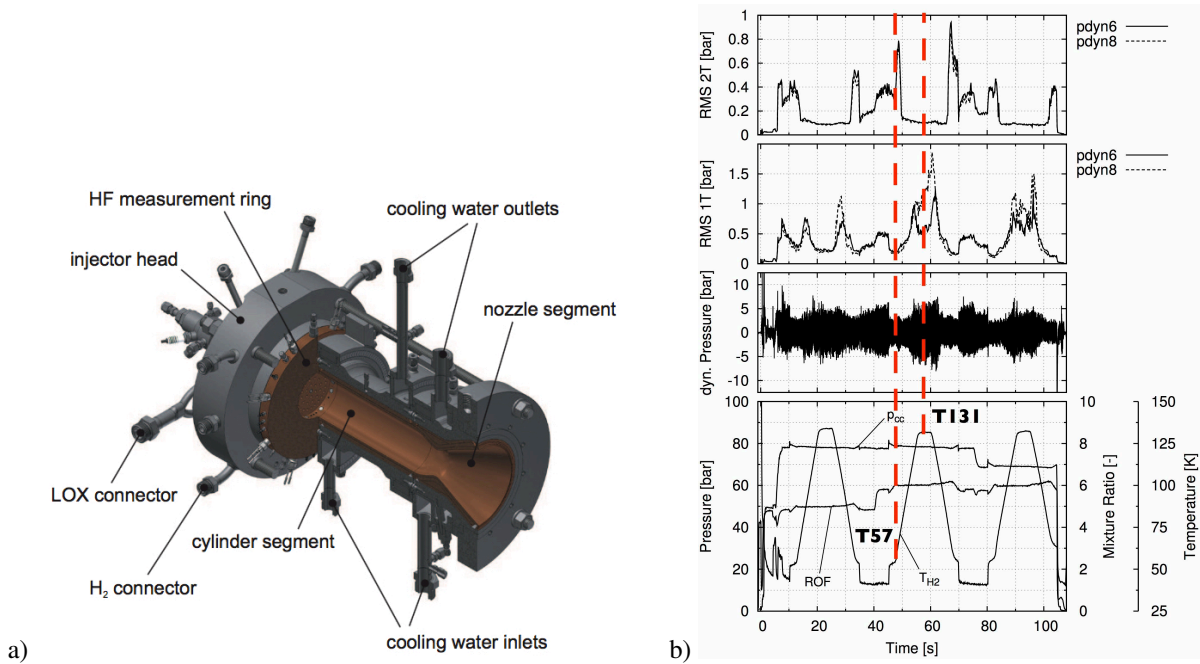 HF measurement ring
cooling water outlets
injector head
nozzle segment
LOX connector
cylinder segment
H₂ connector
cooling water inlets
a)
RMS 2T [bar]
1
0.8
0.6
0.4
0.2
0
pdyn6
pdyn8
RMS 1T [bar]
1.5
1
0.5
0
pdyn6
pdyn8
dyn. Pressure [bar]
10
5
0
-5
-10
Pressure [bar]
100
80
60
40
20
0
p_cc
T131
T57
ROF
T_H2
10
8
6
4
2
0
Mixture Ratio [-]
150
125
100
75
50
25
Temperature [K]
0 20 40 60 80 100
Time [s]
b)